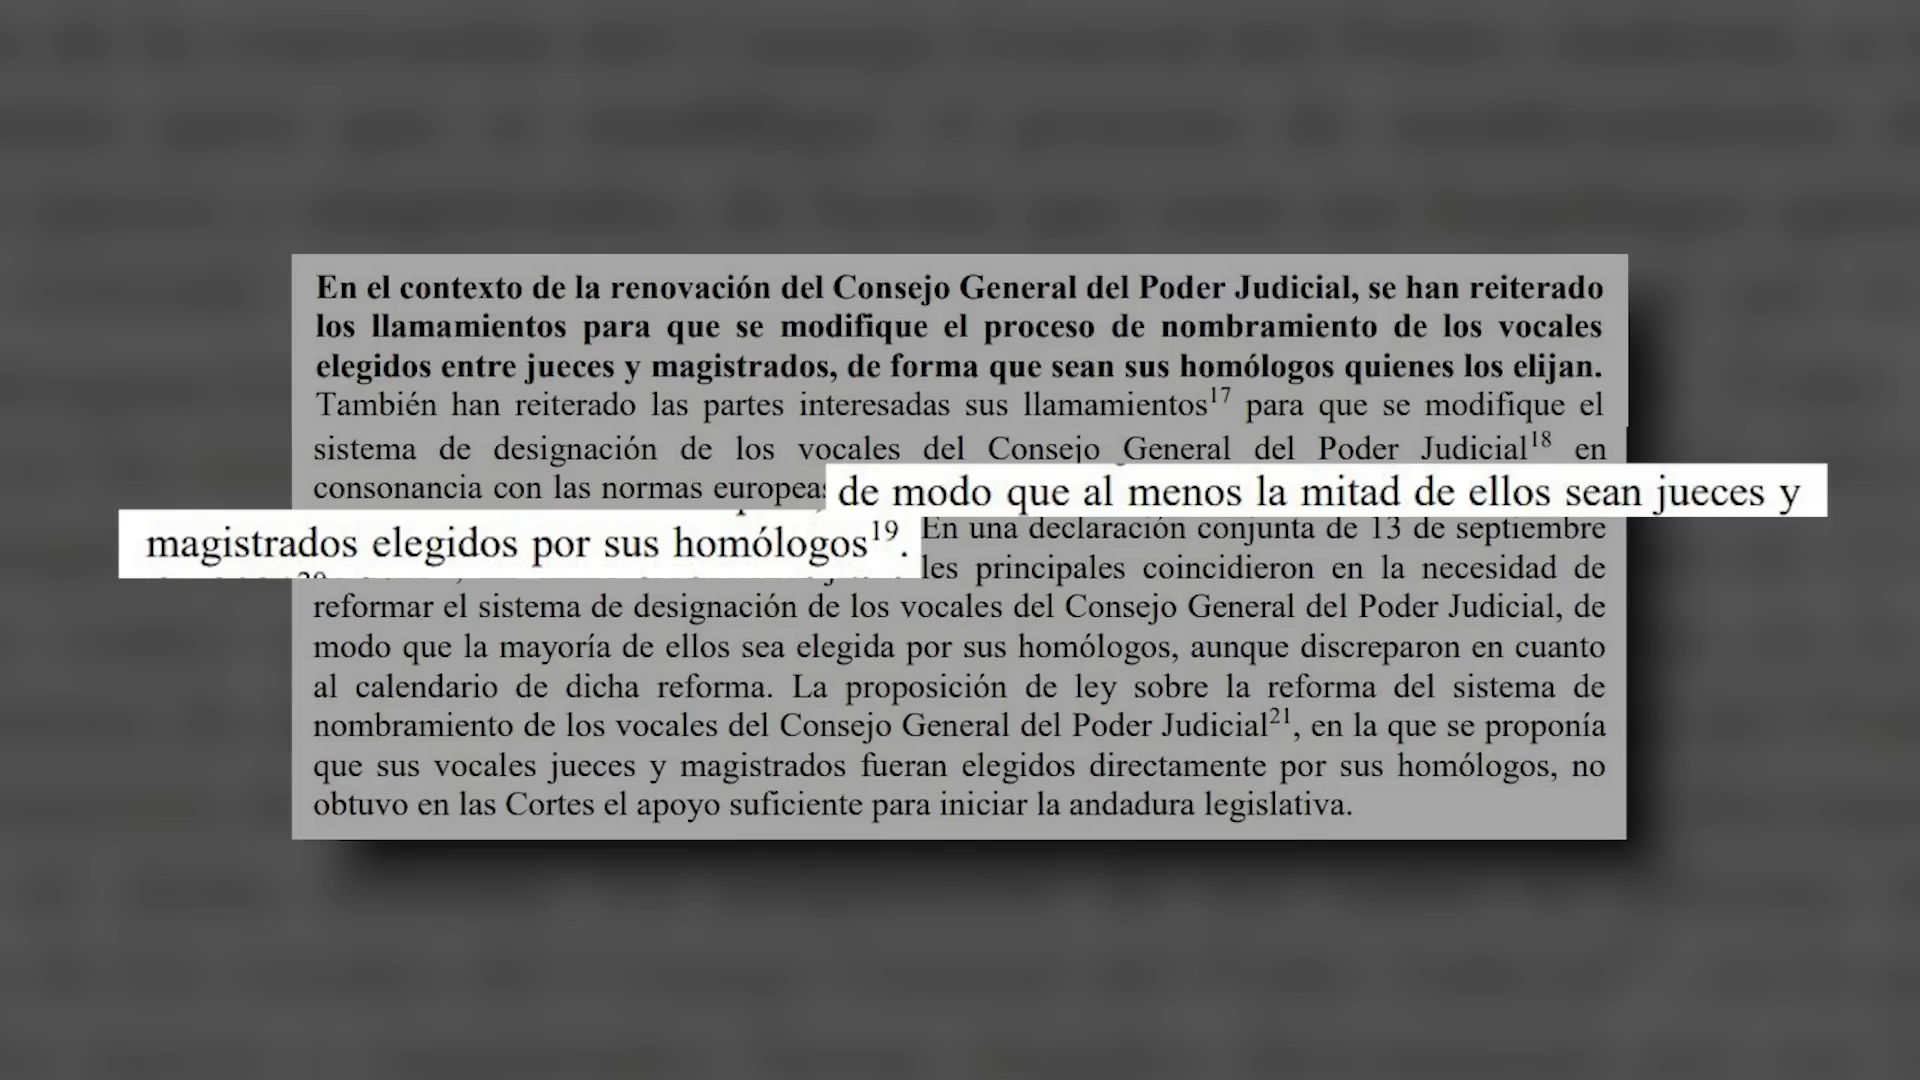 En el contexto de la renovación del Consejo General del Poder Judicial, se han reiterado
los llamamientos para que se modifique el proceso de nombramiento de los vocales
elegidos entre jueces y magistrados, de forma que sean sus homólogos quienes los elijan.
También han reiterado las partes interesadas sus llamamientos¹⁷ para que se modifique el
sistema de designación de los vocales del Consejo General del Poder Judicial¹⁸ en
consonancia con las normas europeas de modo que al menos la mitad de ellos sean jueces y
magistrados elegidos por sus homólogos¹⁹. En una declaración conjunta de 13 de septiembre
les principales coincidieron en la necesidad de
reformar el sistema de designación de los vocales del Consejo General del Poder Judicial, de
modo que la mayoría de ellos sea elegida por sus homólogos, aunque discreparon en cuanto
al calendario de dicha reforma. La proposición de ley sobre la reforma del sistema de
nombramiento de los vocales del Consejo General del Poder Judicial²¹, en la que se proponía
que sus vocales jueces y magistrados fueran elegidos directamente por sus homólogos, no
obtuvo en las Cortes el apoyo suficiente para iniciar la andadura legislativa.